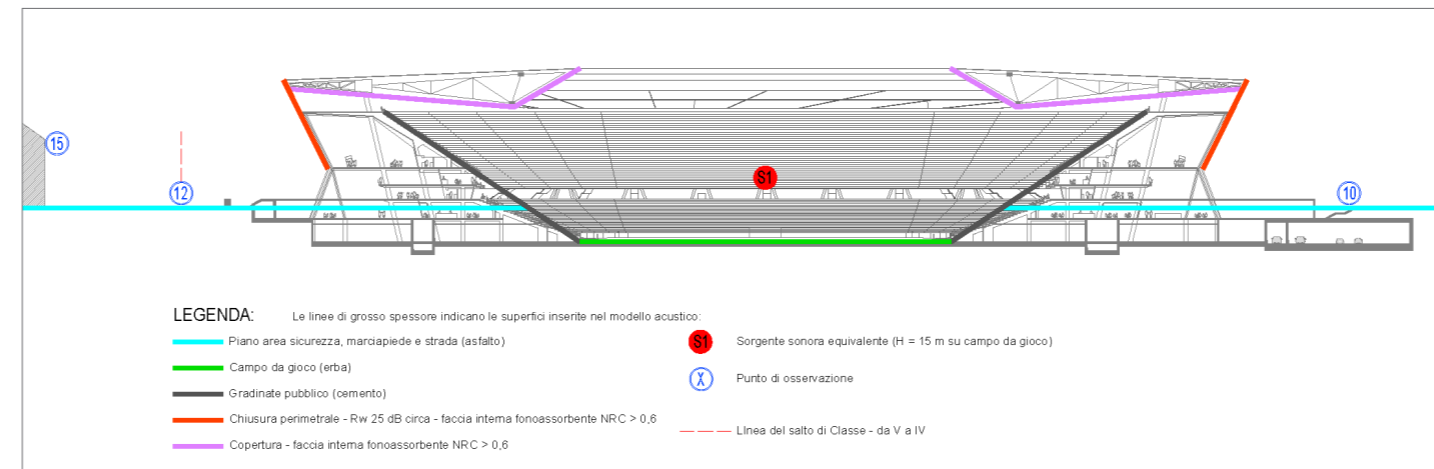 15
12
S1
10
LEGENDA: Le linee di grosso spessore indicano le superfici inserite nel modello acustico:
Piano area sicurezza, marciapiede e strada (asfalto)
Campo da gioco (erba)
Gradinate pubblico (cemento)
Chiusura perimetrale - Rw 25 dB circa - faccia interna fonoassorbente NRC > 0,6
Copertura - faccia interna fonoassorbente NRC > 0,6
S1 Sorgente sonora equivalente (H = 15 m su campo da gioco)
X Punto di osservazione
Linea del salto di Classe - da V a IV